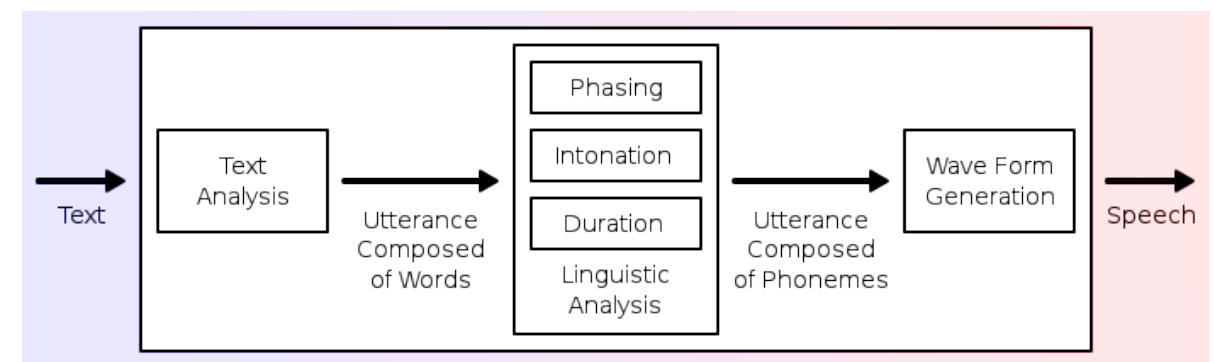 Text
Text
Analysis
Utterance
Composed
of Words
Phasing
Intonation
Duration
Linguistic
Analysis
Utterance
Composed
of Phonemes
Wave Form
Generation
Speech